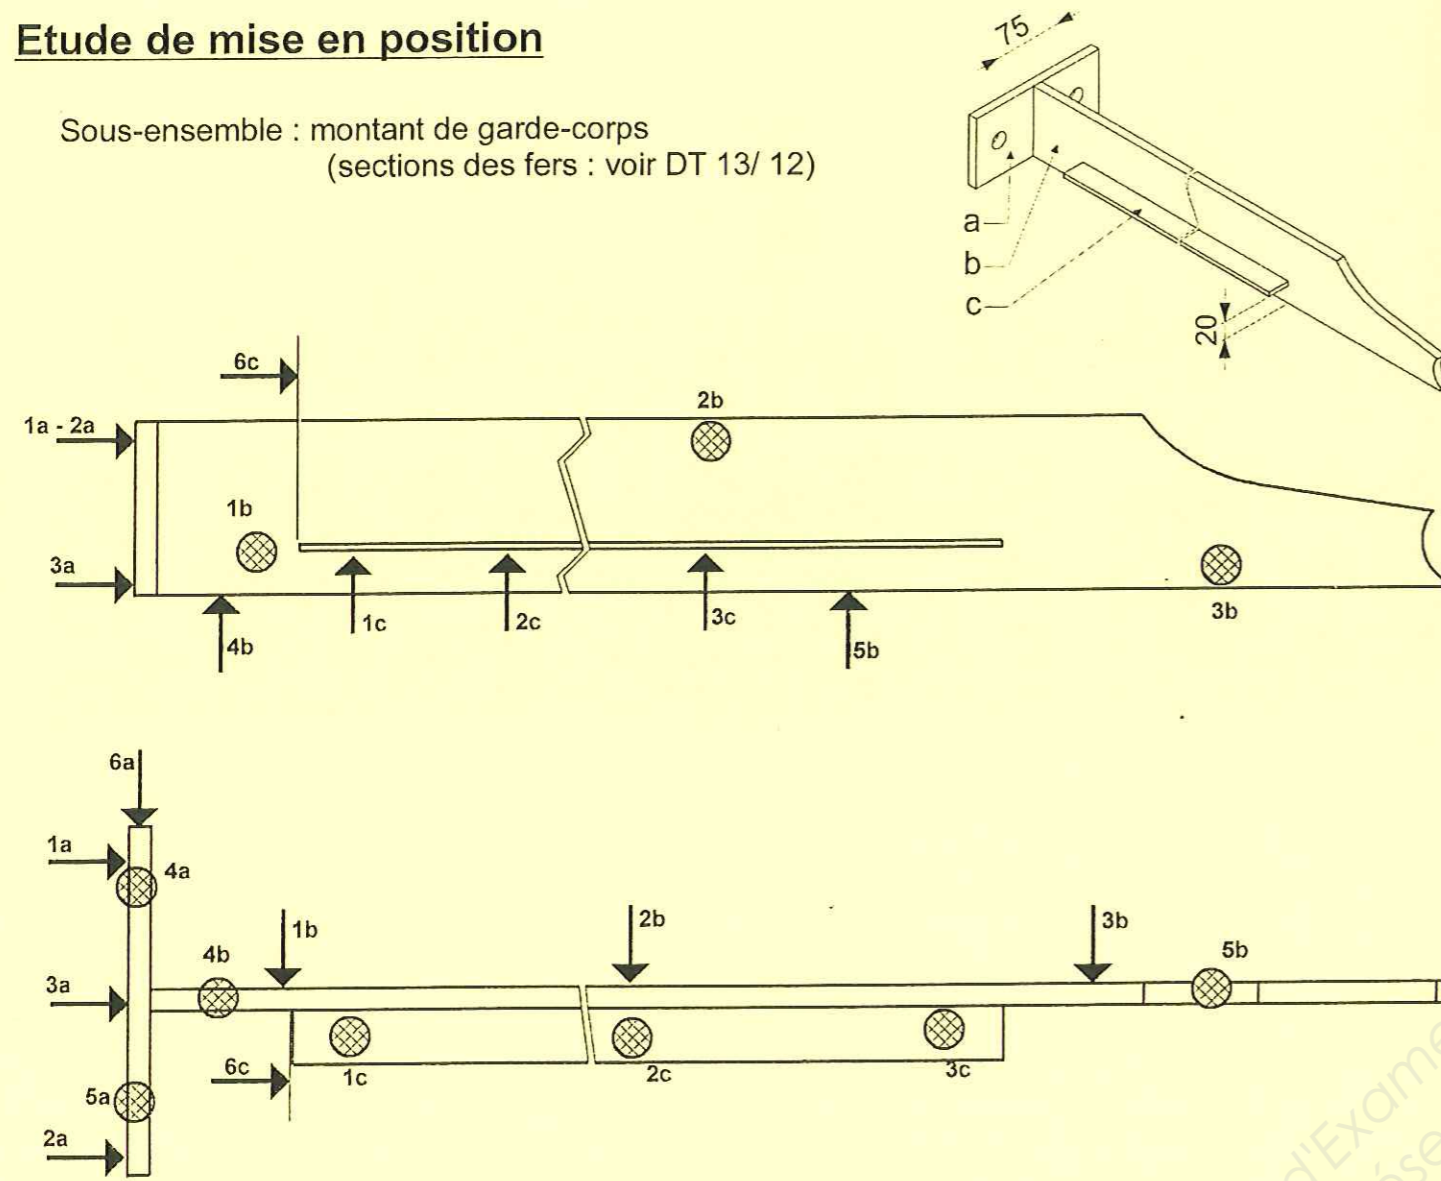 Etude de mise en position
Sous-ensemble : montant de garde-corps
(sections des fers : voir DT 13/ 12)
75
a
b
c
20
6c
1a - 2a
2b
1b
3a
1c
2c
3c
3b
4b
5b
6a
1a
4a
1b
2b
3b
4b
5b
3a
6c
1c
2c
3c
5a
2a
d'Exame